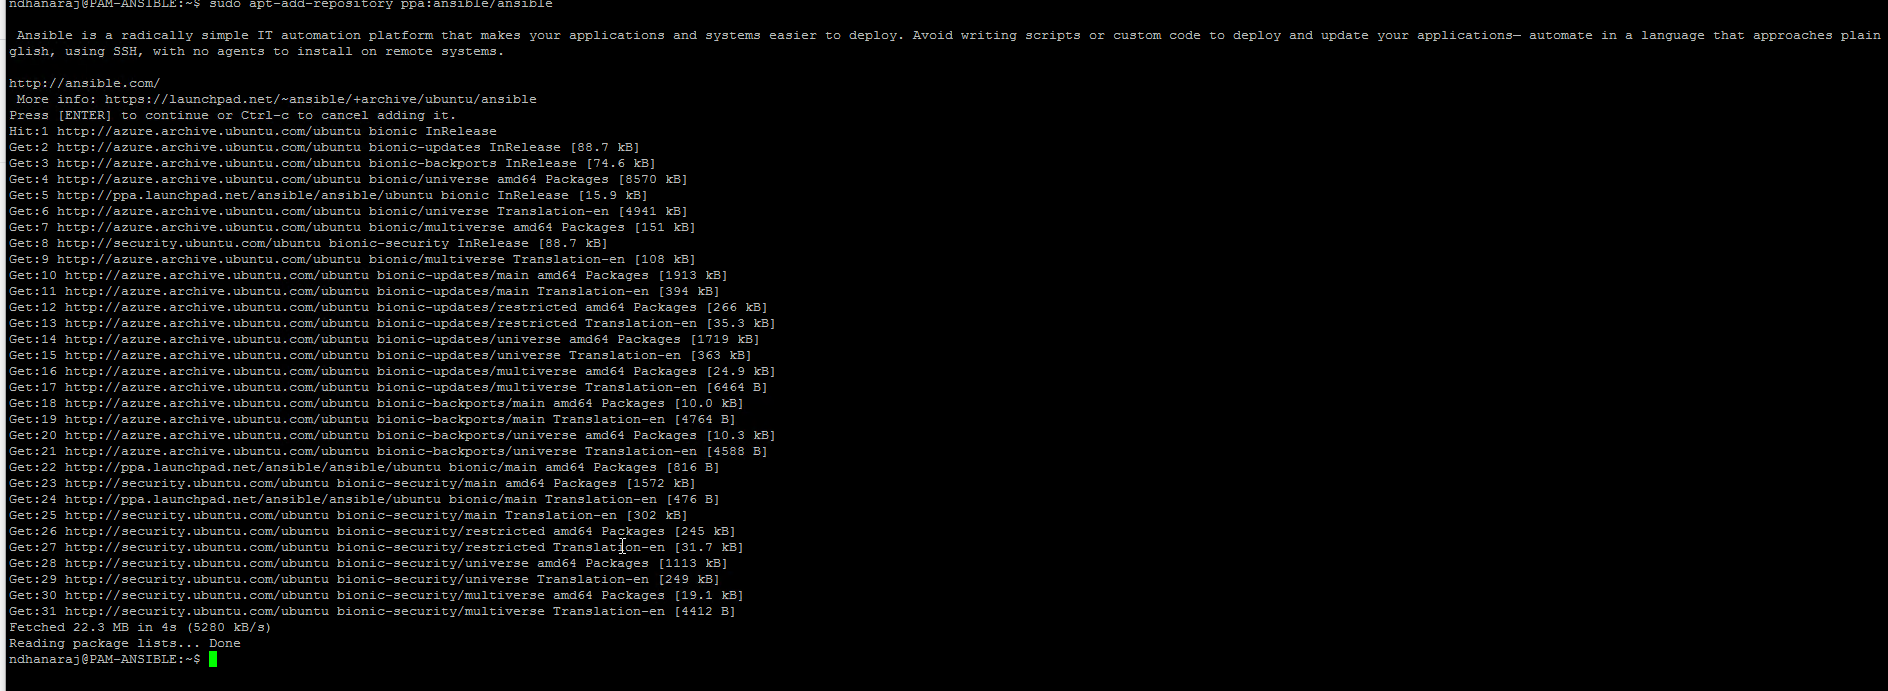 ndhanaraj@PAM-ANSIBLE:~$ sudo apt-add-repository ppa:ansible/ansible
Ansible is a radically simple IT automation platform that makes your applications and systems easier to deploy. Avoid writing scripts or custom code to deploy and update your applications— automate in a language that approaches plain
glish, using SSH, with no agents to install on remote systems.
http://ansible.com/
More info: https://launchpad.net/~ansible/+archive/ubuntu/ansible
Press [ENTER] to continue or Ctrl-c to cancel adding it.
Hit:1 http://azure.archive.ubuntu.com/ubuntu bionic InRelease
Get:2 http://azure.archive.ubuntu.com/ubuntu bionic-updates InRelease [88.7 kB]
Get:3 http://azure.archive.ubuntu.com/ubuntu bionic-backports InRelease [74.6 kB]
Get:4 http://azure.archive.ubuntu.com/ubuntu bionic/universe amd64 Packages [8570 kB]
Get:5 http://ppa.launchpad.net/ansible/ansible/ubuntu bionic InRelease [15.9 kB]
Get:6 http://azure.archive.ubuntu.com/ubuntu bionic/universe Translation-en [4941 kB]
Get:7 http://azure.archive.ubuntu.com/ubuntu bionic/multiverse amd64 Packages [151 kB]
Get:8 http://security.ubuntu.com/ubuntu bionic-security InRelease [88.7 kB]
Get:9 http://azure.archive.ubuntu.com/ubuntu bionic/multiverse Translation-en [108 kB]
Get:10 http://azure.archive.ubuntu.com/ubuntu bionic-updates/main amd64 Packages [1913 kB]
Get:11 http://azure.archive.ubuntu.com/ubuntu bionic-updates/main Translation-en [394 kB]
Get:12 http://azure.archive.ubuntu.com/ubuntu bionic-updates/restricted amd64 Packages [266 kB]
Get:13 http://azure.archive.ubuntu.com/ubuntu bionic-updates/restricted Translation-en [35.3 kB]
Get:14 http://azure.archive.ubuntu.com/ubuntu bionic-updates/universe amd64 Packages [1719 kB]
Get:15 http://azure.archive.ubuntu.com/ubuntu bionic-updates/universe Translation-en [363 kB]
Get:16 http://azure.archive.ubuntu.com/ubuntu bionic-updates/multiverse amd64 Packages [24.9 kB]
Get:17 http://azure.archive.ubuntu.com/ubuntu bionic-updates/multiverse Translation-en [6464 B]
Get:18 http://azure.archive.ubuntu.com/ubuntu bionic-backports/main amd64 Packages [10.0 kB]
Get:19 http://azure.archive.ubuntu.com/ubuntu bionic-backports/main Translation-en [4764 B]
Get:20 http://azure.archive.ubuntu.com/ubuntu bionic-backports/universe amd64 Packages [10.3 kB]
Get:21 http://azure.archive.ubuntu.com/ubuntu bionic-backports/universe Translation-en [4588 B]
Get:22 http://ppa.launchpad.net/ansible/ansible/ubuntu bionic/main amd64 Packages [816 B]
Get:23 http://security.ubuntu.com/ubuntu bionic-security/main amd64 Packages [1572 kB]
Get:24 http://ppa.launchpad.net/ansible/ansible/ubuntu bionic/main Translation-en [476 B]
Get:25 http://security.ubuntu.com/ubuntu bionic-security/main Translation-en [302 kB]
Get:26 http://security.ubuntu.com/ubuntu bionic-security/restricted amd64 Packages [245 kB]
Get:27 http://security.ubuntu.com/ubuntu bionic-security/restricted Translation-en [31.7 kB]
Get:28 http://security.ubuntu.com/ubuntu bionic-security/universe amd64 Packages [1113 kB]
Get:29 http://security.ubuntu.com/ubuntu bionic-security/universe Translation-en [249 kB]
Get:30 http://security.ubuntu.com/ubuntu bionic-security/multiverse amd64 Packages [19.1 kB]
Get:31 http://security.ubuntu.com/ubuntu bionic-security/multiverse Translation-en [4412 B]
Fetched 22.3 MB in 4s (5280 kB/s)
Reading package lists... Done
ndhanaraj@PAM-ANSIBLE:~$